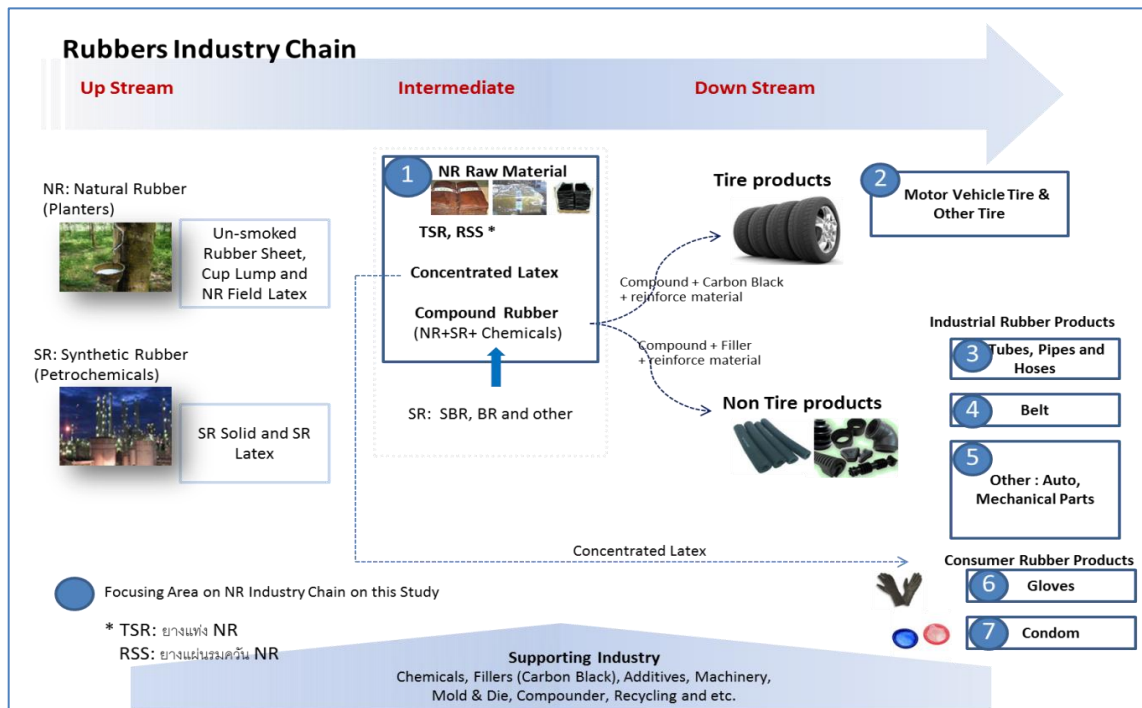 Rubbers Industry Chain
Up Stream
Intermediate
Down Stream
NR: Natural Rubber
(Planters)
Un-smoked
Rubber Sheet,
Cup Lump and
NR Field Latex
SR: Synthetic Rubber
(Petrochemicals)
SR Solid and SR
Latex
1
NR Raw Material
TSR, RSS *
Concentrated Latex
Compound Rubber
(NR+SR+ Chemicals)
SR: SBR, BR and other
Compound + Carbon Black
+ reinforce material
Compound + Filler
+reinforce material
Tire products
Non Tire products
2
Motor Vehicle Tire &
Other Tire
Industrial Rubber Products
3
Tubes, Pipes and
Hoses
4
Belt
5
Other : Auto,
Mechanical Parts
Concentrated Latex
Consumer Rubber Products
6
Gloves
7
Condom
Focusing Area on NR Industry Chain on this Study
* TSR: ยางแท่ง NR
RSS: ยางแผ่นรมควัน NR
Supporting Industry
Chemicals, Fillers (Carbon Black), Additives, Machinery,
Mold & Die, Compounder, Recycling and etc.